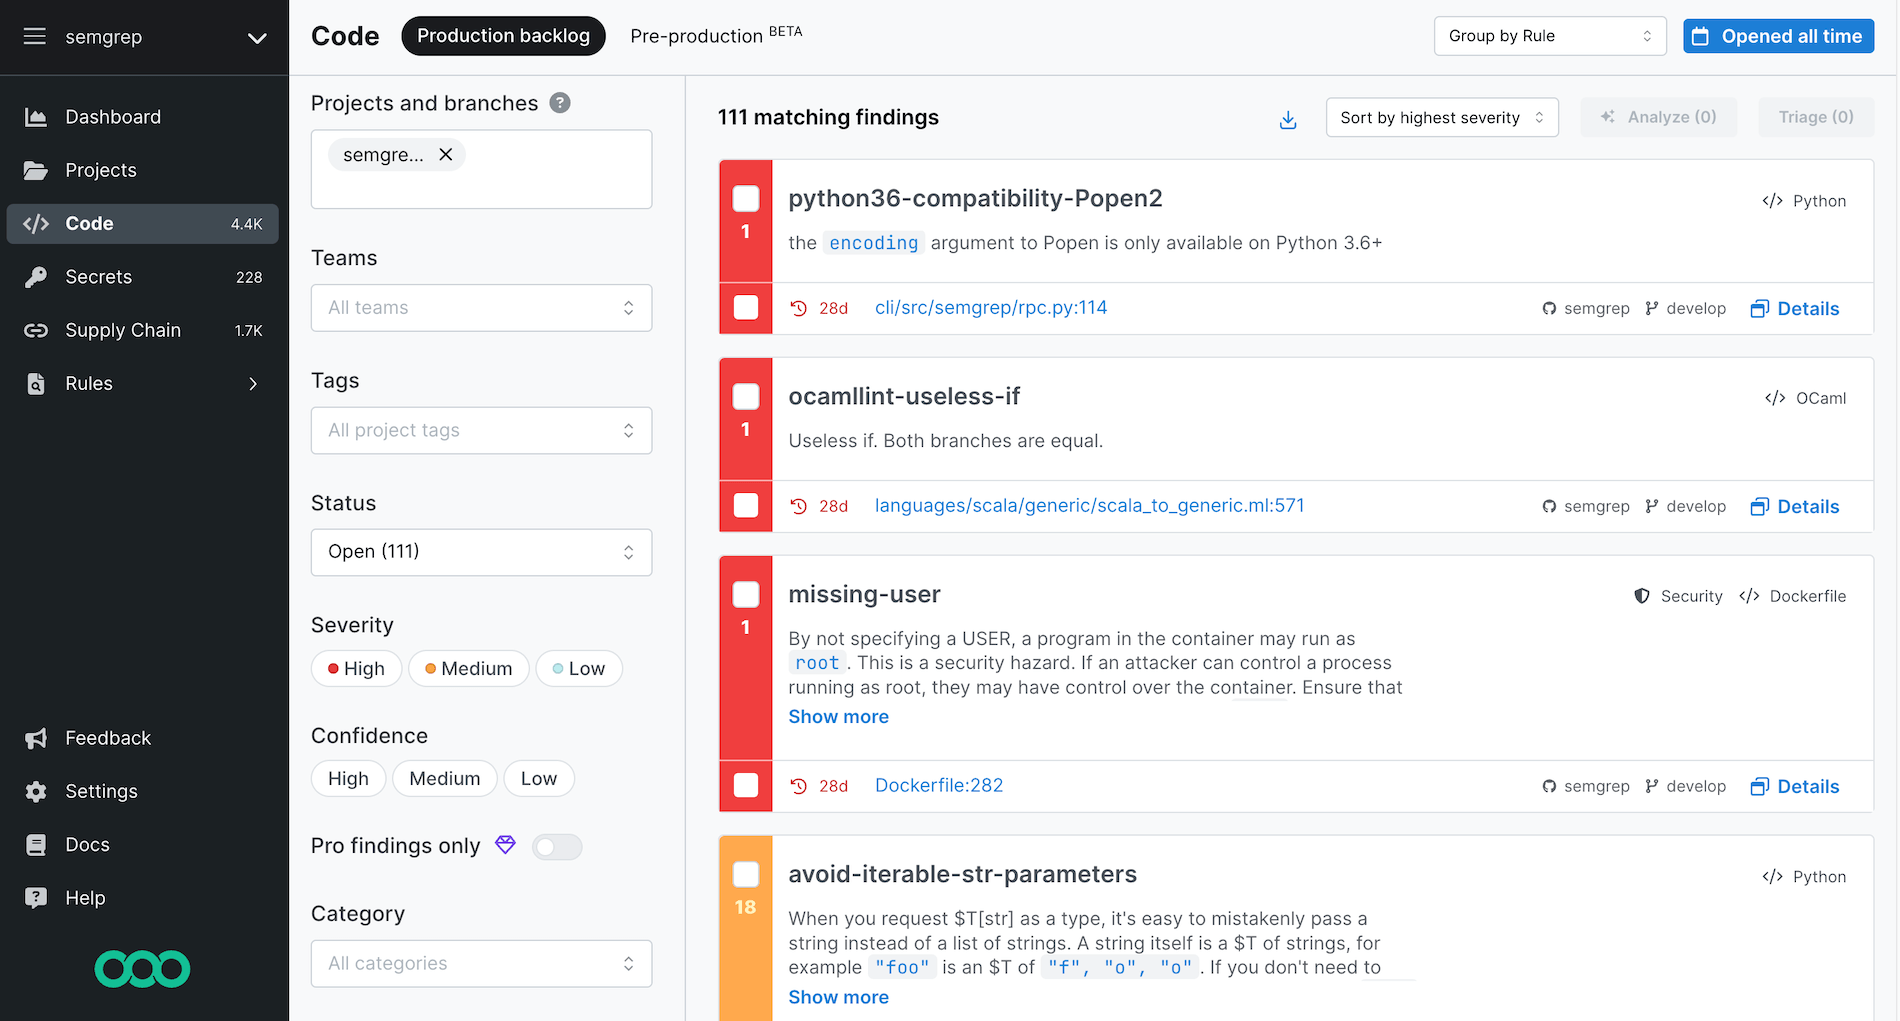 semgrep
Dashboard
Projects
Code 4.4K
Secrets 228
Supply Chain 1.7K
Rules
Feedback
Settings
Docs
Help
Code
Production backlog
Pre-production BETA
Group by Rule
Opened all time
Projects and branches ?
semgre...
Teams
All teams
Tags
All project tags
Status
Open (111)
Severity
High Medium Low
Confidence
High Medium Low
Pro findings only
Category
All categories
111 matching findings
Sort by highest severity
Analyze (0)
Triage (0)
python36-compatibility-Popen2
</> Python
1
the encoding argument to Popen is only available on Python 3.6+
28d cli/src/semgrep/rpc.py:114 semgrep develop Details
ocamllint-useless-if
</> OCaml
1
Useless if. Both branches are equal.
28d languages/scala/generic/scala_to_generic.ml:571 semgrep develop Details
missing-user
Security </> Dockerfile
1
By not specifying a USER, a program in the container may run as
root. This is a security hazard. If an attacker can control a process
running as root, they may have control over the container. Ensure that
Show more
28d Dockerfile:282 semgrep develop Details
avoid-iterable-str-parameters
</> Python
18
When you request $T[str] as a type, it's easy to mistakenly pass a
string instead of a list of strings. A string itself is a $T of strings, for
example "foo" is an $T of "f", "o", "o". If you don't need to
Show more